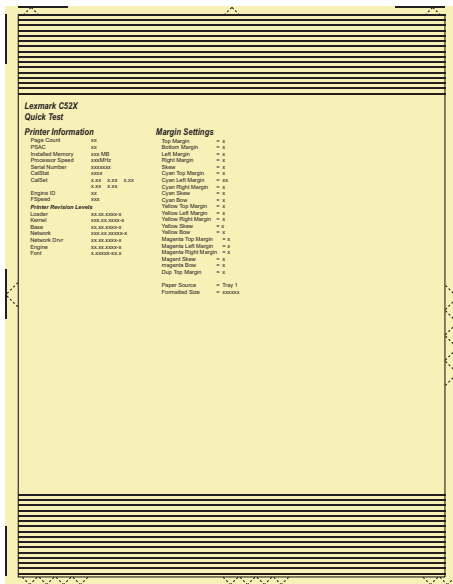 Lexmark C52X
Quick Test
Printer Information
Page Count xx
PSAC xx
Installed Memory xxx MB
Processor Speed xxxMHz
Serial Number xxxxxxx
CalStat xxxx
CalSet x.xx x.xx x.xx
x.xx x.xx
Engine ID xx
FSpeed xxx
Printer Revision Levels
Loader xx.xx.xxxx-x
Kernel xxx.xx.xxxx-x
Base xx.xx.xxxx-x
Network xxx.xx.xxxxx-x
Network Drvr xx.xx.xxxx-x
Engine xx.xx.xxxx-x
Font x.xxxxx-xx.x
Margin Settings
Top Margin = x
Bottom Margin = x
Left Margin = x
Right Margin = x
Skew = x
Cyan Top Margin = x
Cyan Left Margin = xx
Cyan Right Margin = x
Cyan Skew = x
Cyan Bow = x
Yellow Top Margin = x
Yellow Left Margin = x
Yellow Right Margin = x
Yellow Skew = x
Yellow Bow = x
Magenta Top Margin = x
Magenta Left Margin = x
Magenta Right Margin = x
Magent Skew = x
magenta Bow = x
Dup Top Margin = x
Paper Source = Tray 1
Formatted Size = xxxxxx